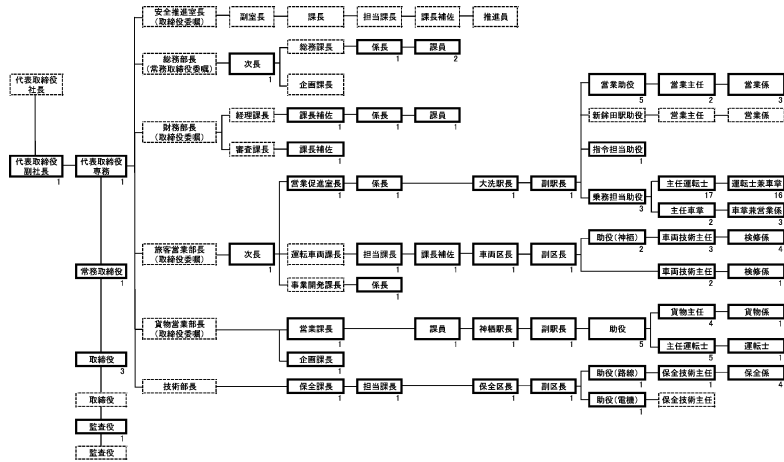 安全推進室長
(取締役委嘱)
副室長
課長
担当課長
課長補佐
推進員
総務部長
(常務取締役委嘱)
次長
1
総務課長
係長
1
課員
2
企画課長
代表取締役
社長
財務部長
(取締役委嘱)
経理課長
課長補佐
1
係長
1
課員
1
審査課長
課長補佐
1
代表取締役
副社長
1
代表取締役
専務
1
営業促進室長
1
係長
1
大洗駅長
1
副駅長
1
営業助役
5
営業主任
2
営業係
3
新鉾田駅助役
営業主任
営業係
指令担当助役
1
乗務担当助役
3
主任運転士
17
運転士兼車掌
16
主任車掌
2
車掌兼営業係
3
旅客営業部長
(取締役委嘱)
次長
1
運転車両課長
担当課長
1
課長補佐
1
車両区長
1
副区長
1
助役(神栖)
2
車両技術主任
3
検修係
4
車両技術主任
2
検修係
1
事業開発課長
係長
1
常務取締役
1
貨物営業部長
(取締役委嘱)
営業課長
1
課員
1
神栖駅長
1
副駅長
1
助役
5
貨物主任
4
貨物係
1
主任運転士
5
運転士
1
企画課長
1
取締役
3
技術部長
保全課長
1
担当課長
1
保全区長
1
副区長
1
助役(路線)
1
保全技術主任
1
保全係
4
助役(電機)
1
保全技術主任
取締役
監査役
1
監査役